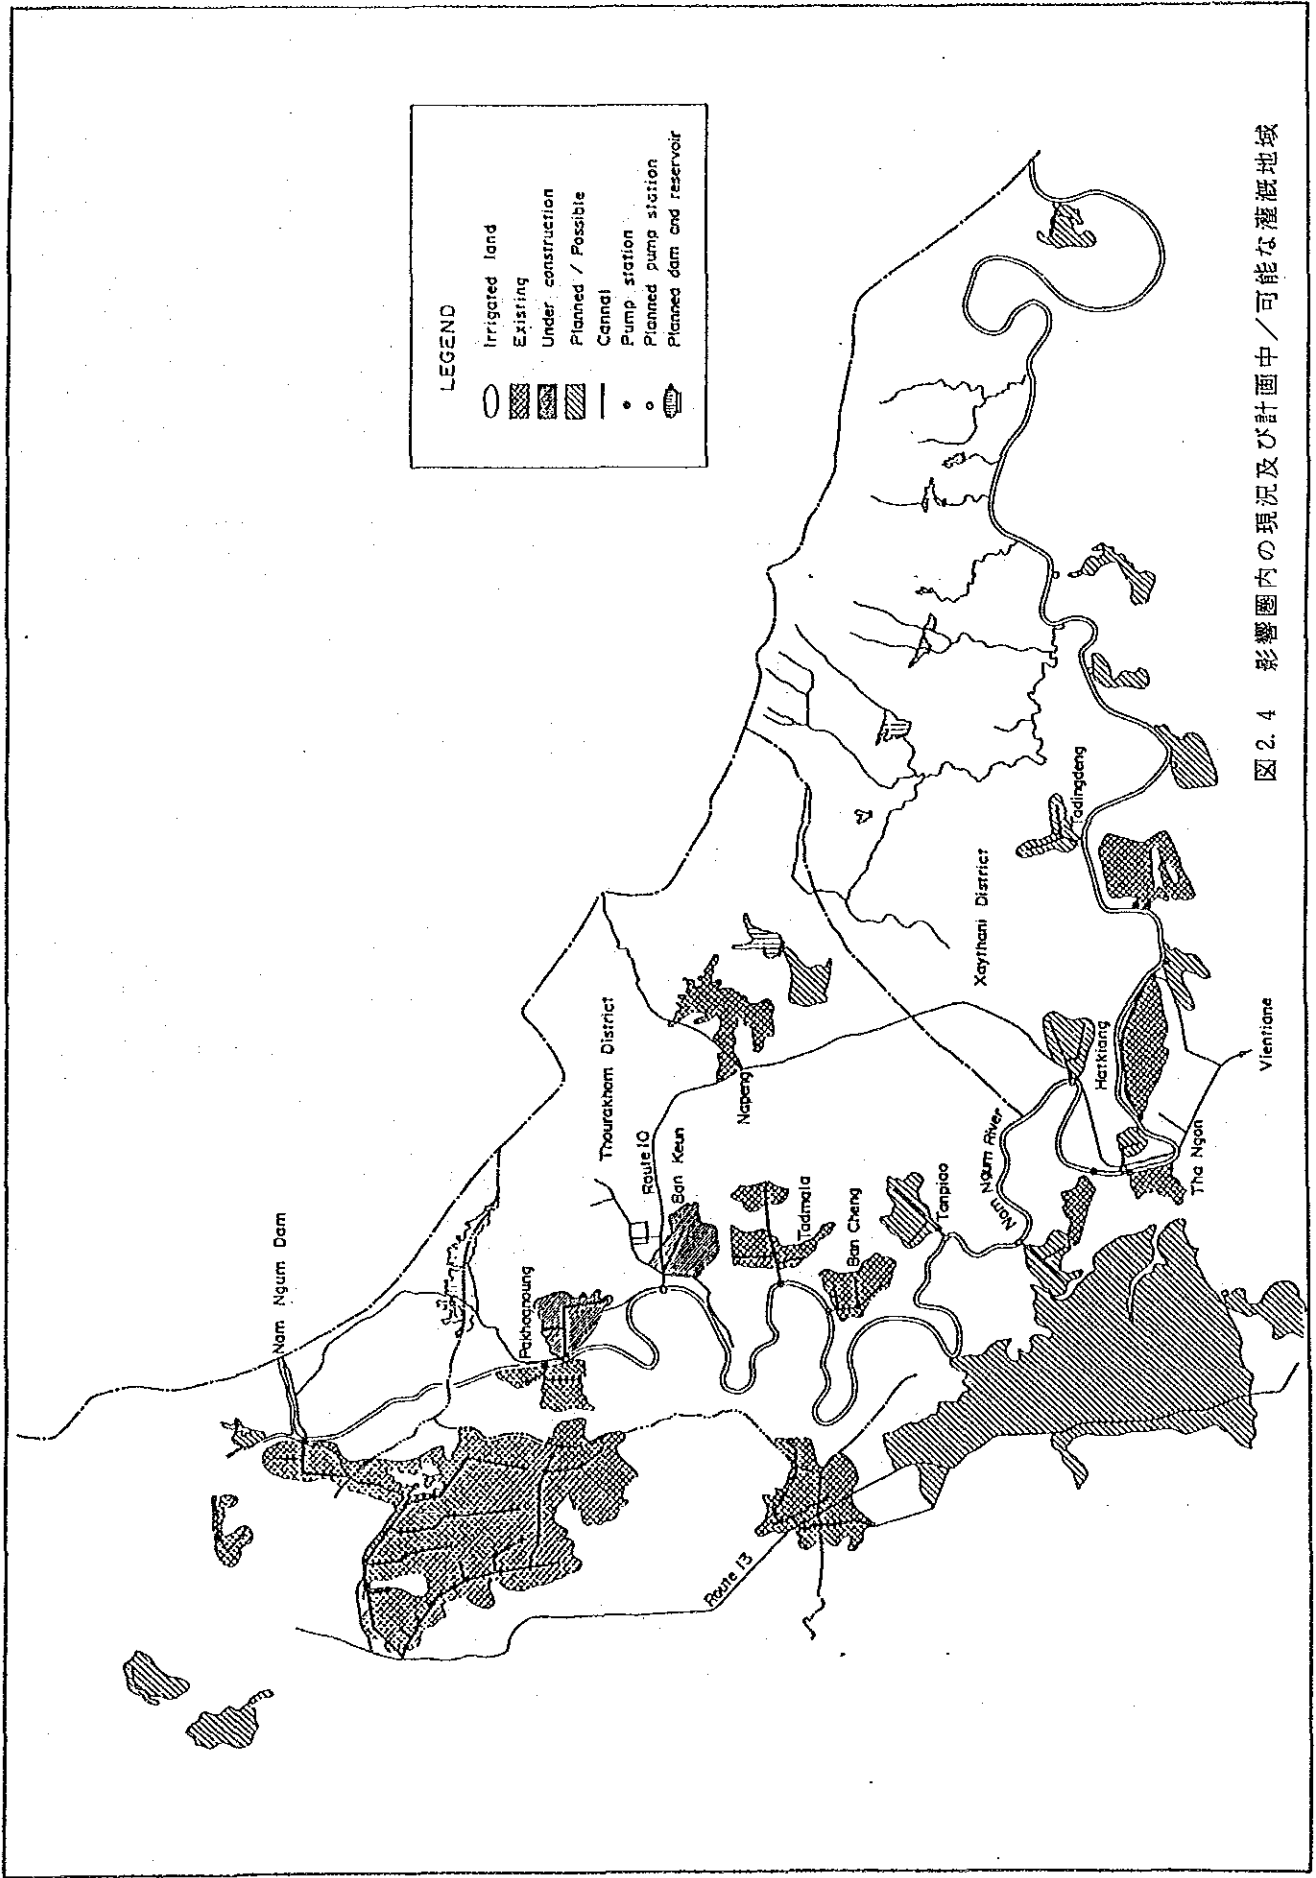 LEGEND
Irrigated land
Existing
Under construction
Planned / Possible
Cannal
Pump station
Planned pump station
Planned dam and reservoir
Nam Ngum Dam
Pakhanoung
Thourakhom District
Route 10
Ban Keun
Napeng
Tadmala
Ban Cheng
Tanpiao
Nam Ngum River
Xaythani District
Hatkiang
Tadingdeng
Tha Ngon
Vientiane
Route 13
図 2.4 影響圏内の現況及び計画中/可能な灌漑地域